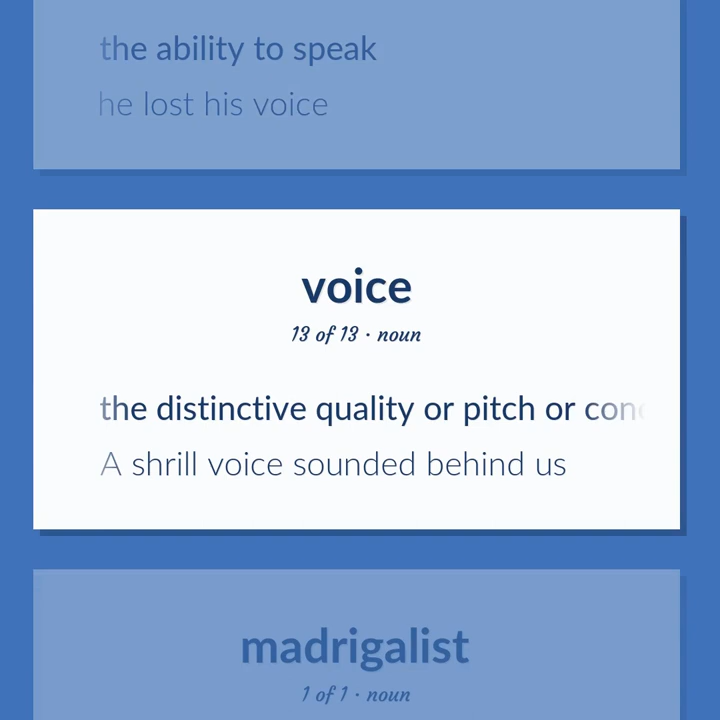 the ability to speak
he lost his voice
voice
13 of 13 · noun
the distinctive quality or pitch or
A shrill voice sounded behind us
madrigalist
1 of 1 · noun